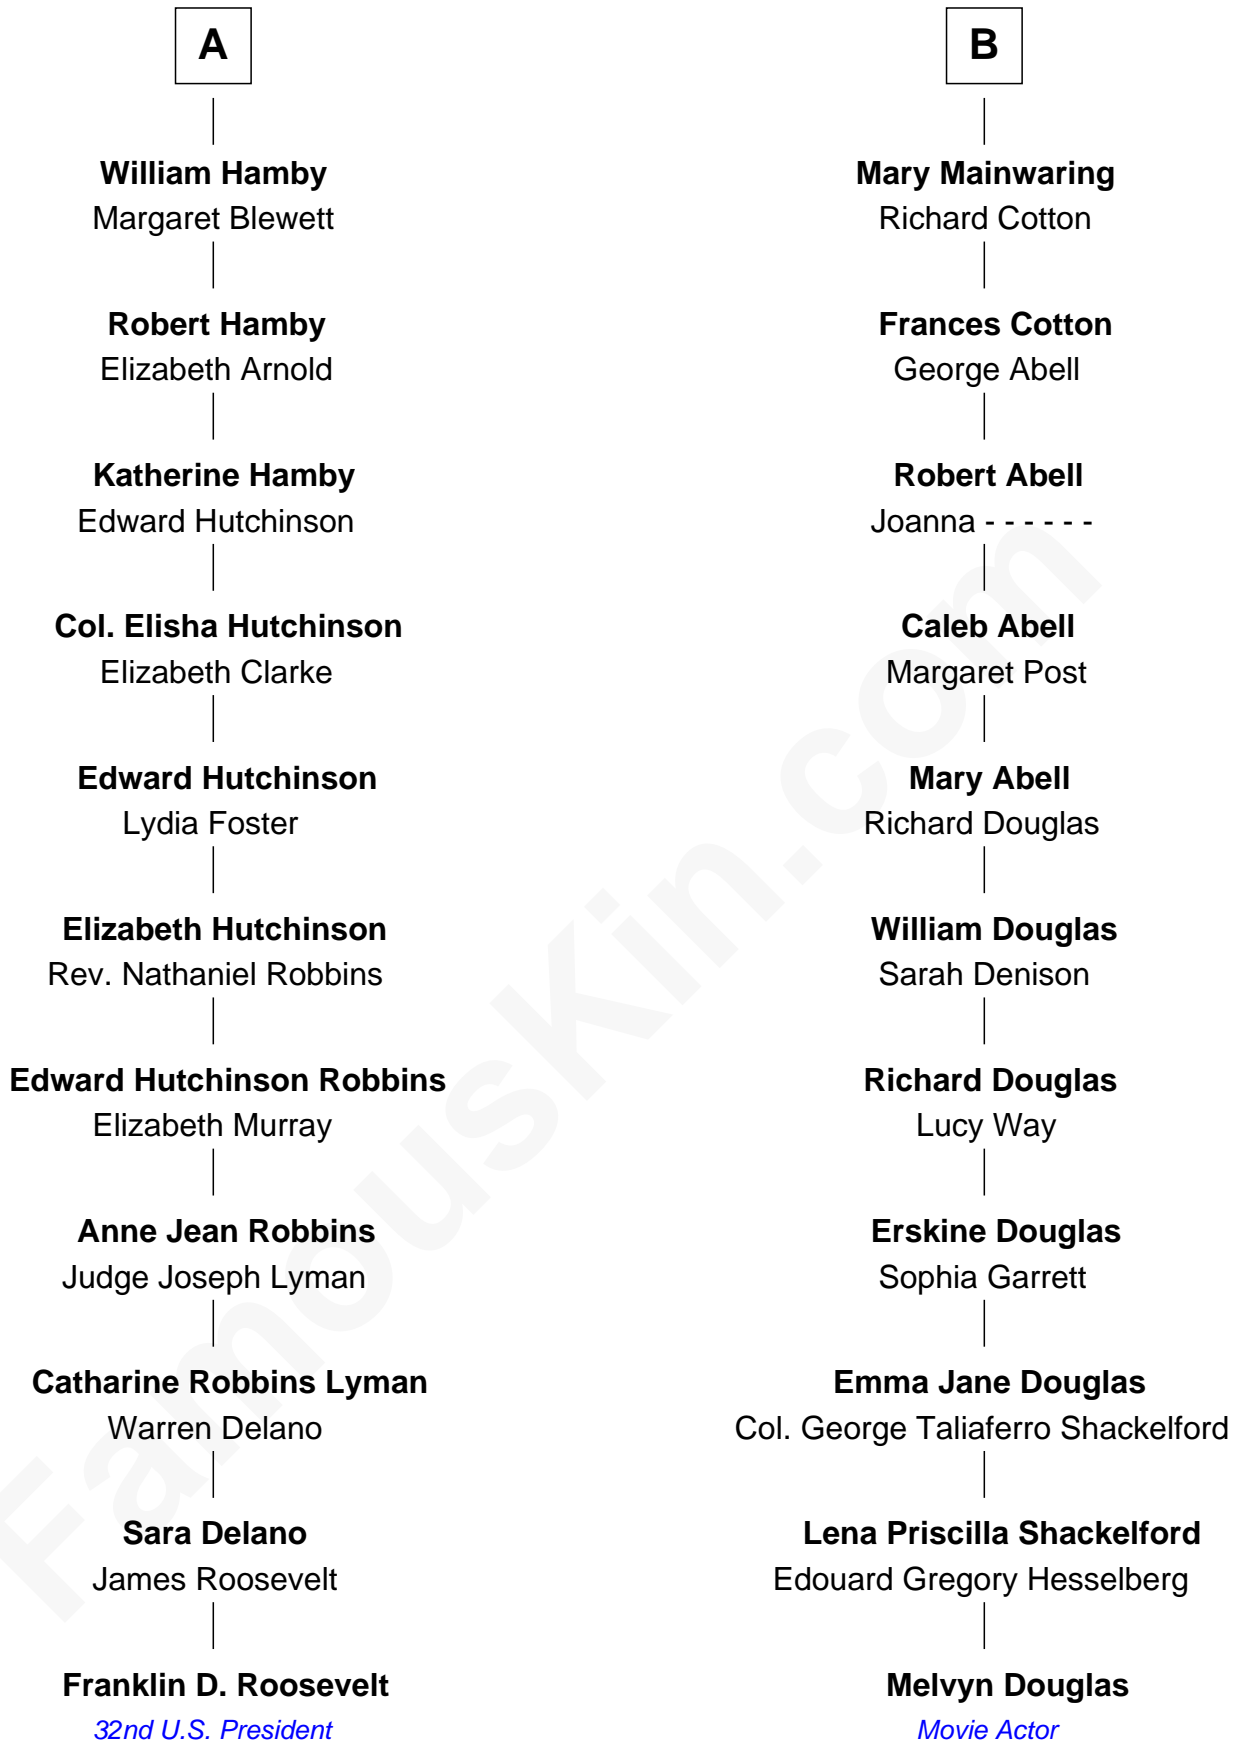 A
William Hamby
Margaret Blewett
Robert Hamby
Elizabeth Arnold
Katherine Hamby
Edward Hutchinson
Col. Elisha Hutchinson
Elizabeth Clarke
Edward Hutchinson
Lydia Foster
Elizabeth Hutchinson
Rev. Nathaniel Robbins
Edward Hutchinson Robbins
Elizabeth Murray
Anne Jean Robbins
Judge Joseph Lyman
Catharine Robbins Lyman
Warren Delano
Sara Delano
James Roosevelt
Franklin D. Roosevelt
32nd U.S. President
B
Mary Mainwaring
Richard Cotton
Frances Cotton
George Abell
Robert Abell
Joanna - - - - - -
Caleb Abell
Margaret Post
Mary Abell
Richard Douglas
William Douglas
Sarah Denison
Richard Douglas
Lucy Way
Erskine Douglas
Sophia Garrett
Emma Jane Douglas
Col. George Taliaferro Shackelford
Lena Priscilla Shackelford
Edouard Gregory Hesselberg
Melvyn Douglas
Movie Actor
FamousKin.com